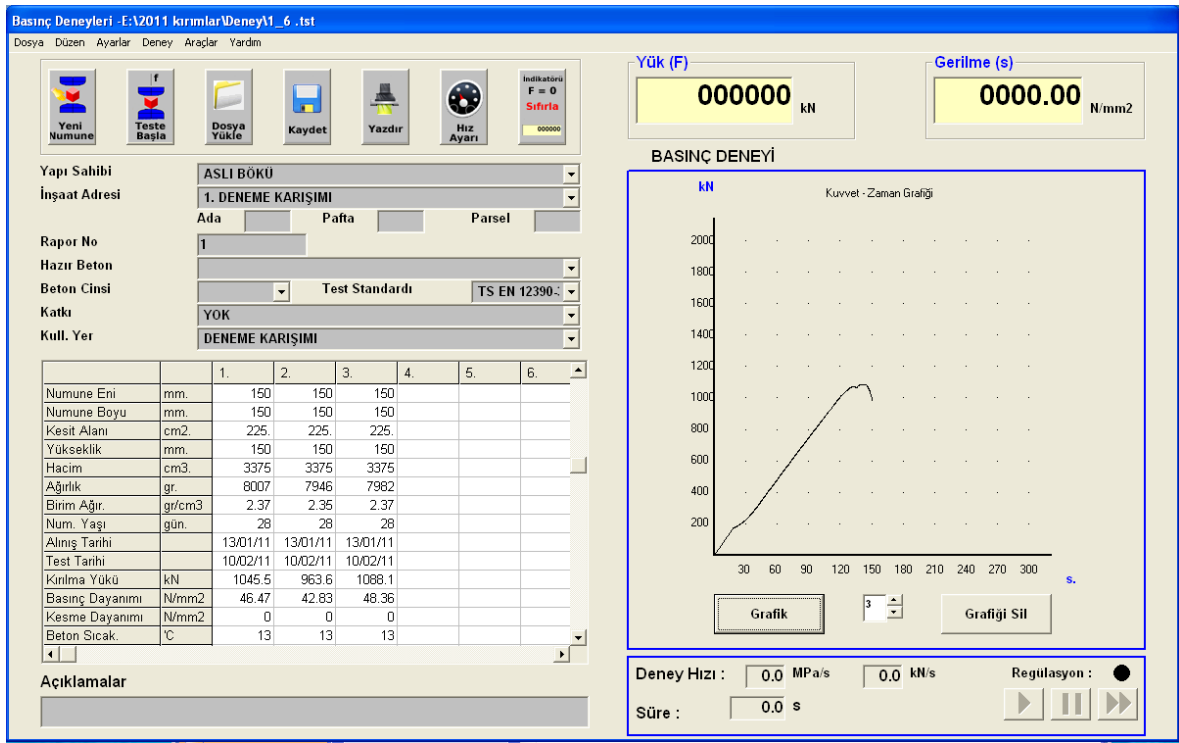 Basınç Deneyleri -E:\2011 kırımlar\Deney\1_6 .tst
Dosya Düzen Ayarlar Deney Araçlar Yardım
Yeni Numune
f Teste Başla
Dosya Yükle
Kaydet
Yazdır
Hız Ayarı
İndikatörü F = 0 Sıfırla 000000
Yapı Sahibi ASLI BÖKÜ
İnşaat Adresi 1. DENEME KARIŞIMI
Ada Pafta Parsel
Rapor No 1
Hazır Beton
Beton Cinsi Test Standardı TS EN 12390-
Katkı YOK
Kull. Yer DENEME KARIŞIMI
1. 2. 3. 4. 5. 6.
Numune Eni mm. 150 150 150
Numune Boyu mm. 150 150 150
Kesit Alanı cm2. 225. 225. 225.
Yükseklik mm. 150 150 150
Hacim cm3. 3375 3375 3375
Ağırlık gr. 8007 7946 7982
Birim Ağır. gr/cm3 2.37 2.35 2.37
Num. Yaşı gün. 28 28 28
Alınış Tarihi 13/01/11 13/01/11 13/01/11
Test Tarihi 10/02/11 10/02/11 10/02/11
Kırılma Yükü kN 1045.5 963.6 1088.1
Basınç Dayanımı N/mm2 46.47 42.83 48.36
Kesme Dayanımı N/mm2 0 0 0
Beton Sıcak. 'C 13 13 13
Açıklamalar
Yük (F)
000000 kN
Gerilme (s)
0000.00 N/mm2
BASINÇ DENEYİ
kN
Kuvvet - Zaman Grafiği
2000
1800
1600
1400
1200
1000
800
600
400
200
30 60 90 120 150 180 210 240 270 300
s.
Grafik 3 Grafiği Sil
Deney Hızı : 0.0 MPa/s 0.0 kN/s Regülasyon :
Süre : 0.0 s